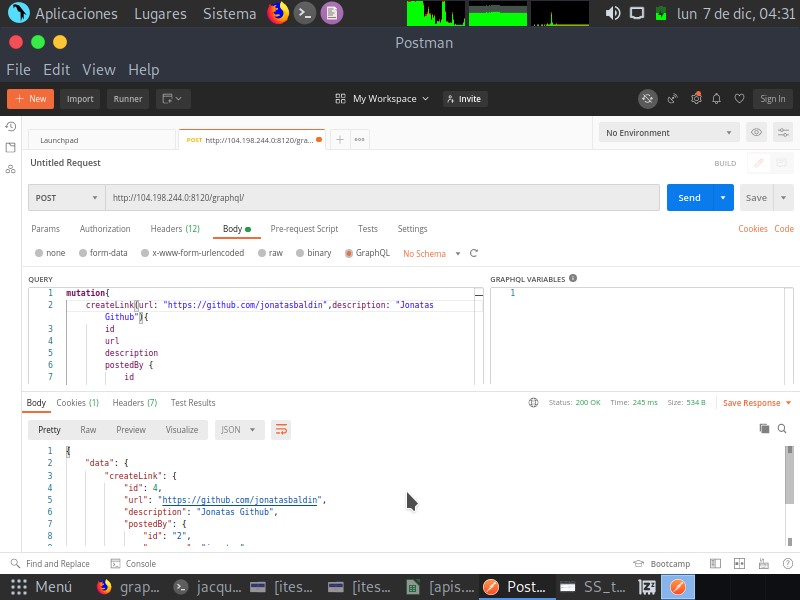 Aplicaciones Lugares Sistema lun 7 de dic, 04:31
Postman
File Edit View Help
+ New Import Runner My Workspace Invite Sign In
Launchpad POST http://104.198.244.0:8120/gra... + ooo No Environment
Untitled Request BUILD
POST http://104.198.244.0:8120/graphql/ Send Save
Params Authorization Headers (12) Body Pre-request Script Tests Settings Cookies Code
none form-data x-www-form-urlencoded raw binary GraphQL No Schema
QUERY GRAPHQL VARIABLES
1 mutation{ 1
2 createLink(url: "https://github.com/jonatasbaldin",description: "Jonatas
Github"){
3 id
4 url
5 description
6 postedBy {
7 id
Body Cookies (1) Headers (7) Test Results Status: 200 OK Time: 245 ms Size: 534 B Save Response
Pretty Raw Preview Visualize JSON
1 {
2 "data": {
3 "createLink": {
4 "id": 4,
5 "url": "https://github.com/jonatasbaldin",
6 "description": "Jonatas Github",
7 "postedBy": {
8 "id": "2",
Find and Replace Console Bootcamp
Menú grap... jacqu... [ites... [ites... [apis.... Post... SS_t...